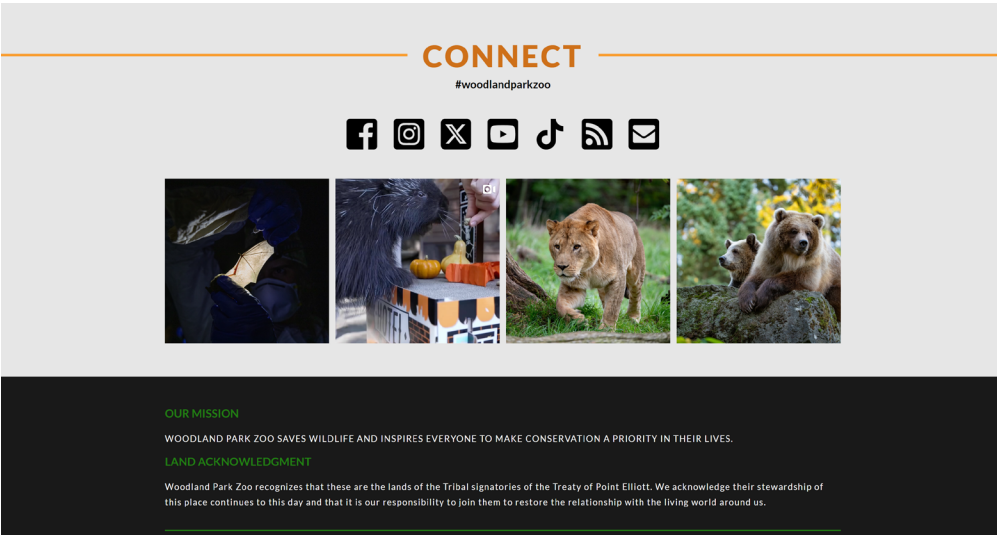 CONNECT
#woodlandparkzoo
OUR MISSION
WOODLAND PARK ZOO SAVES WILDLIFE AND INSPIRES EVERYONE TO MAKE CONSERVATION A PRIORITY IN THEIR LIVES.
LAND ACKNOWLEDGMENT
Woodland Park Zoo recognizes that these are the lands of the Tribal signatories of the Treaty of Point Elliott. We acknowledge their stewardship of
this place continues to this day and that it is our responsibility to join them to restore the relationship with the living world around us.